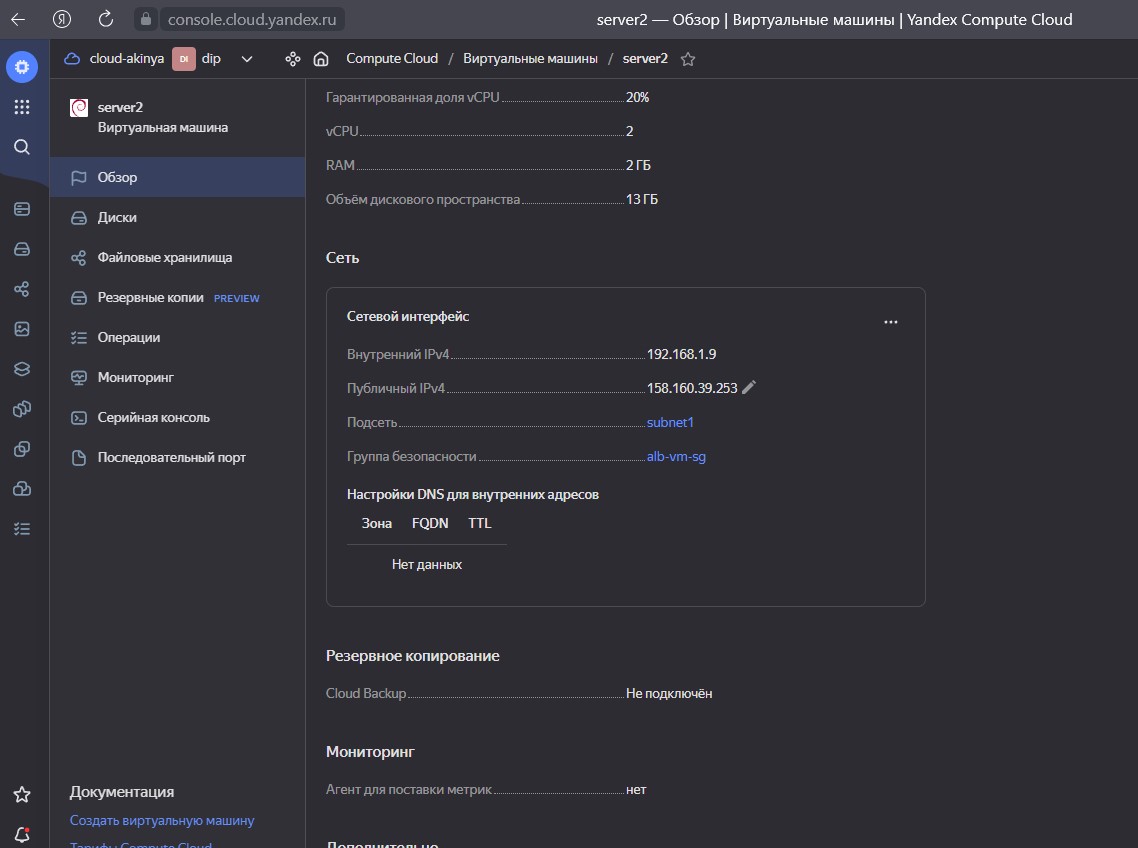 console.cloud.yandex.ru
server2 — Обзор | Виртуальные машины | Yandex Compute Cloud
cloud-akinya DI dip
Compute Cloud / Виртуальные машины / server2
server2
Виртуальная машина
Обзор
Диски
Файловые хранилища
Резервные копии PREVIEW
Операции
Мониторинг
Серийная консоль
Последовательный порт
Документация
Создать виртуальную машину
Тарифы Compute Cloud
Гарантированная доля vCPU 20%
vCPU 2
RAM 2 ГБ
Объём дискового пространства 13 ГБ
Сеть
Сетевой интерфейс
Внутренний IPv4 192.168.1.9
Публичный IPv4 158.160.39.253
Подсеть subnet1
Группа безопасности alb-vm-sg
Настройки DNS для внутренних адресов
Зона FQDN TTL
Нет данных
Резервное копирование
Cloud Backup Не подключён
Мониторинг
Агент для поставки метрик нет
Дополнительно